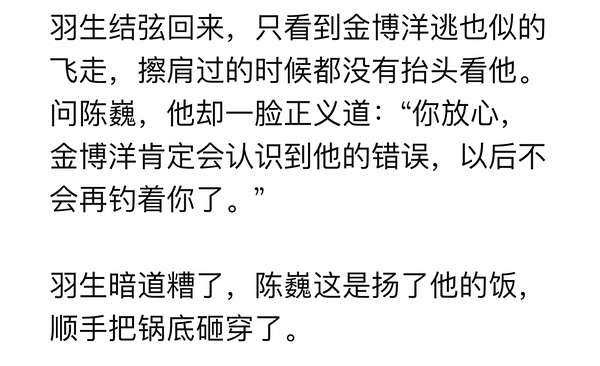 羽生结弦回来，只看到金博洋逃也似的
飞走，擦肩过的时候都没有抬头看他。
问陈巍，他却一脸正义道：“你放心，
金博洋肯定会认识到他的错误，以后不
会再钓着你了。”
羽生暗道糟了，陈巍这是扬了他的饭，
顺手把锅底砸穿了。